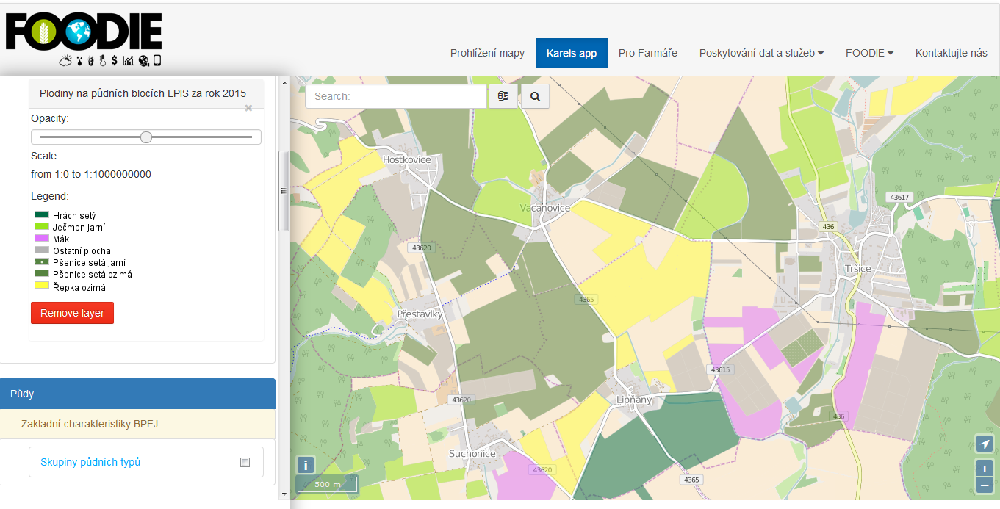 FOODIE
Prohlížení mapy
Karels app
Pro Farmáře
Poskytování dat a služeb
FOODIE
Kontaktujte nás
Plodiny na půdních blocích LPIS za rok 2015
×
Opacity:
Scale:
from 1:0 to 1:1000000000
Legend:
Hrách setý
Ječmen jarní
Mák
Ostatní plocha
Pšenice setá jarní
Pšenice setá ozimá
Řepka ozimá
Remove layer
Půdy
Zakladní charakteristiky BPEJ
Skupiny půdních typů
Search:
Hostkovice
43617
Vacanovice
436
43620
Tršice
4365
Přestavlky
43615
43620
Lipňany
436
Suchonice
43620
4365
i
500 m
+
−